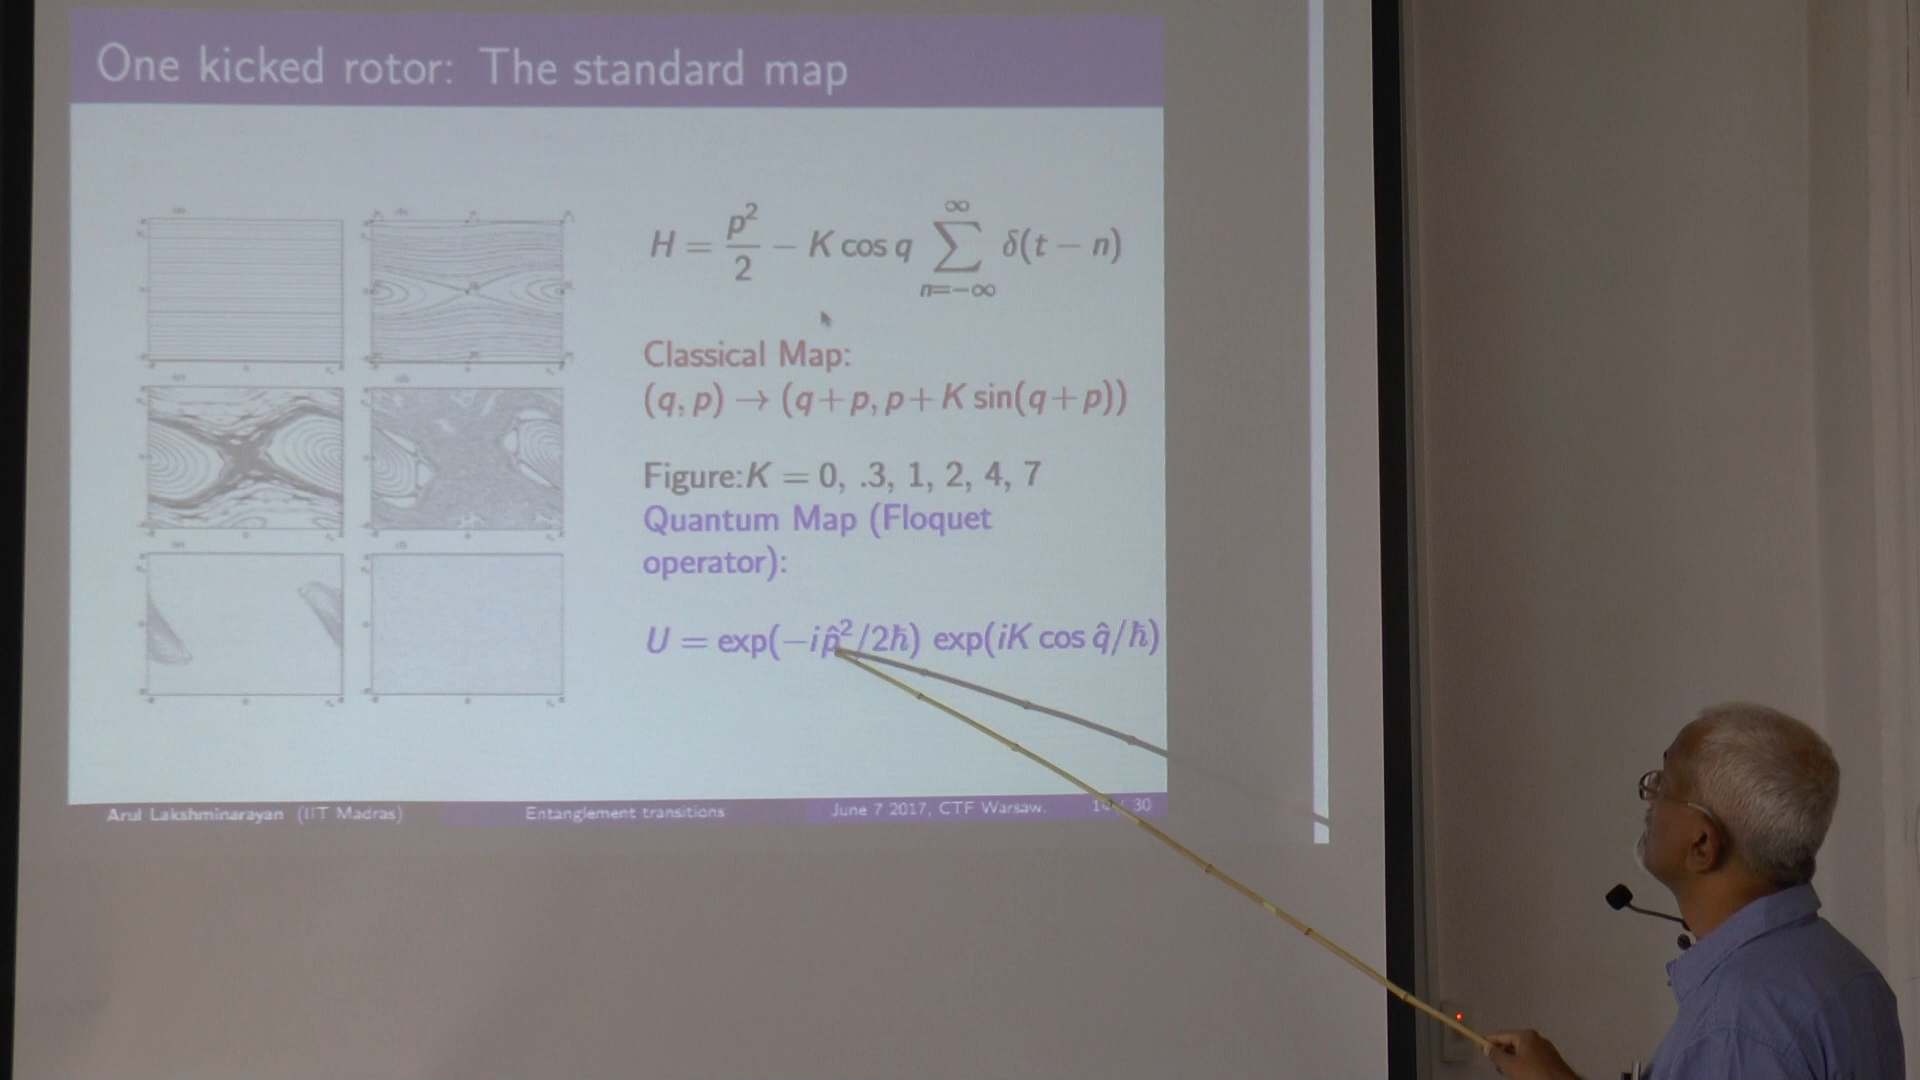 One kicked rotor: The standard map
H = p²/2 − K cos q ∑_{n=−∞}^{∞} δ(t − n)
Classical Map:
(q, p) → (q + p, p + K sin(q + p))
Figure:K = 0, .3, 1, 2, 4, 7
Quantum Map (Floquet
operator):
U = exp(−ip̂²/2ħ) exp(iK cos q̂/ħ)
Arul Lakshminarayan (IIT Madras)
Entanglement transitions
June 7 2017, CTF Warsaw.
/ 30